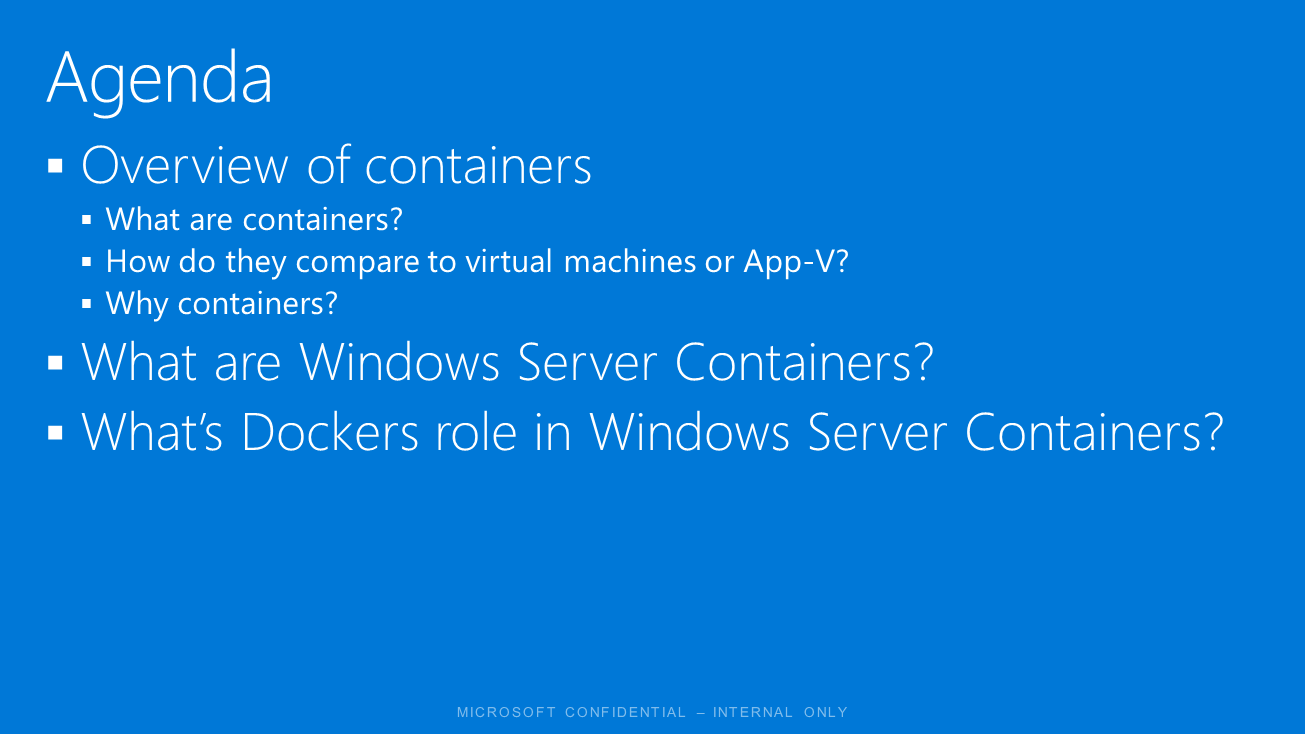 Agenda
▪ Overview of containers
▪ What are containers?
▪ How do they compare to virtual machines or App-V?
▪ Why containers?
▪ What are Windows Server Containers?
▪ What’s Dockers role in Windows Server Containers?
MICROSOFT CONFIDENTIAL – INTERNAL ONLY